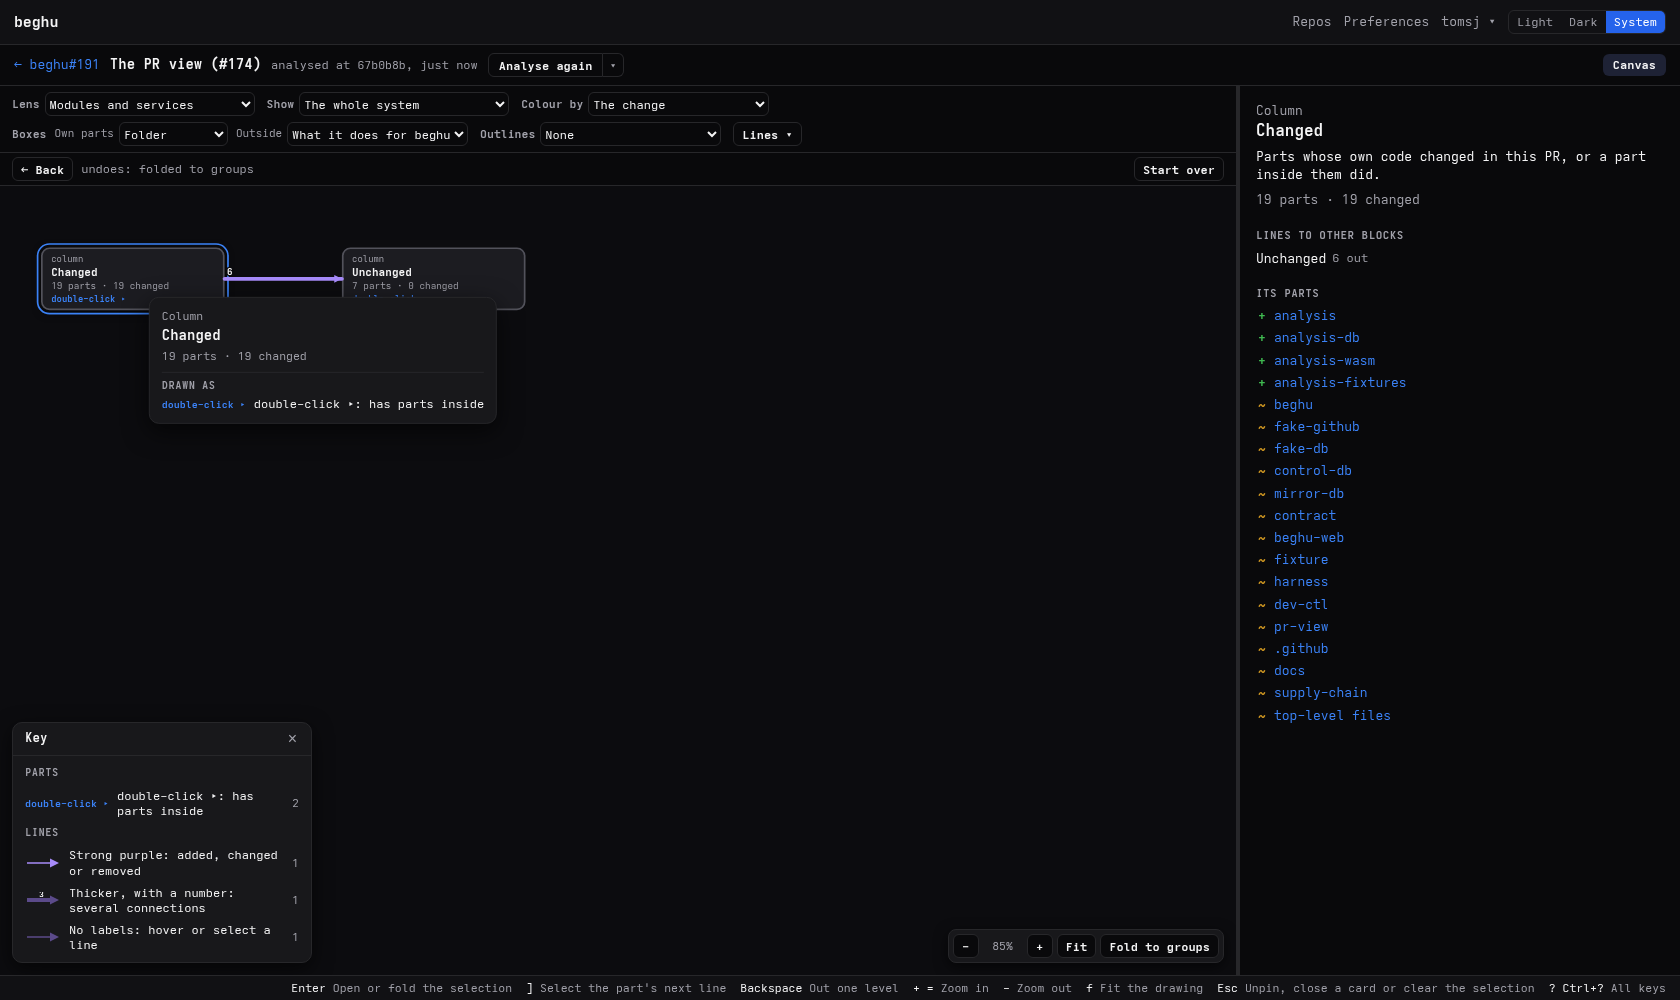 beghu
Repos Preferences tomsj ▾ Light Dark System
← beghu#191 The PR view (#174) analysed at 67b0b8b, just now Analyse again ▾ Canvas
Lens Modules and services Show The whole system Colour by The change
Boxes Own parts Folder Outside What it does for beghu Outlines None Lines ▾
← Back undoes: folded to groups Start over
column
Changed
19 parts · 19 changed
double-click ▸
6
column
Unchanged
7 parts · 0 changed
Column
Changed
19 parts · 19 changed
DRAWN AS
double-click ▸ double-click ▸: has parts inside
Key ×
PARTS
double-click ▸ double-click ▸: has
parts inside 2
LINES
Strong purple: added, changed
or removed 1
3 Thicker, with a number:
several connections 1
No labels: hover or select a
line 1
− 85% + Fit Fold to groups
Column
Changed
Parts whose own code changed in this PR, or a part
inside them did.
19 parts · 19 changed
LINES TO OTHER BLOCKS
Unchanged 6 out
ITS PARTS
+ analysis
+ analysis-db
+ analysis-wasm
+ analysis-fixtures
~ beghu
~ fake-github
~ fake-db
~ control-db
~ mirror-db
~ contract
~ beghu-web
~ fixture
~ harness
~ dev-ctl
~ pr-view
~ .github
~ docs
~ supply-chain
~ top-level files
Enter Open or fold the selection ] Select the part's next line Backspace Out one level + = Zoom in − Zoom out f Fit the drawing Esc Unpin, close a card or clear the selection ? Ctrl+? All keys